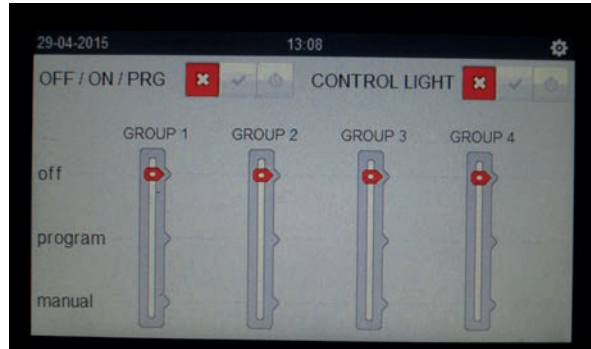 29-04-2015 13:08
OFF / ON / PRG CONTROL LIGHT
GROUP 1 GROUP 2 GROUP 3 GROUP 4
off
program
manual